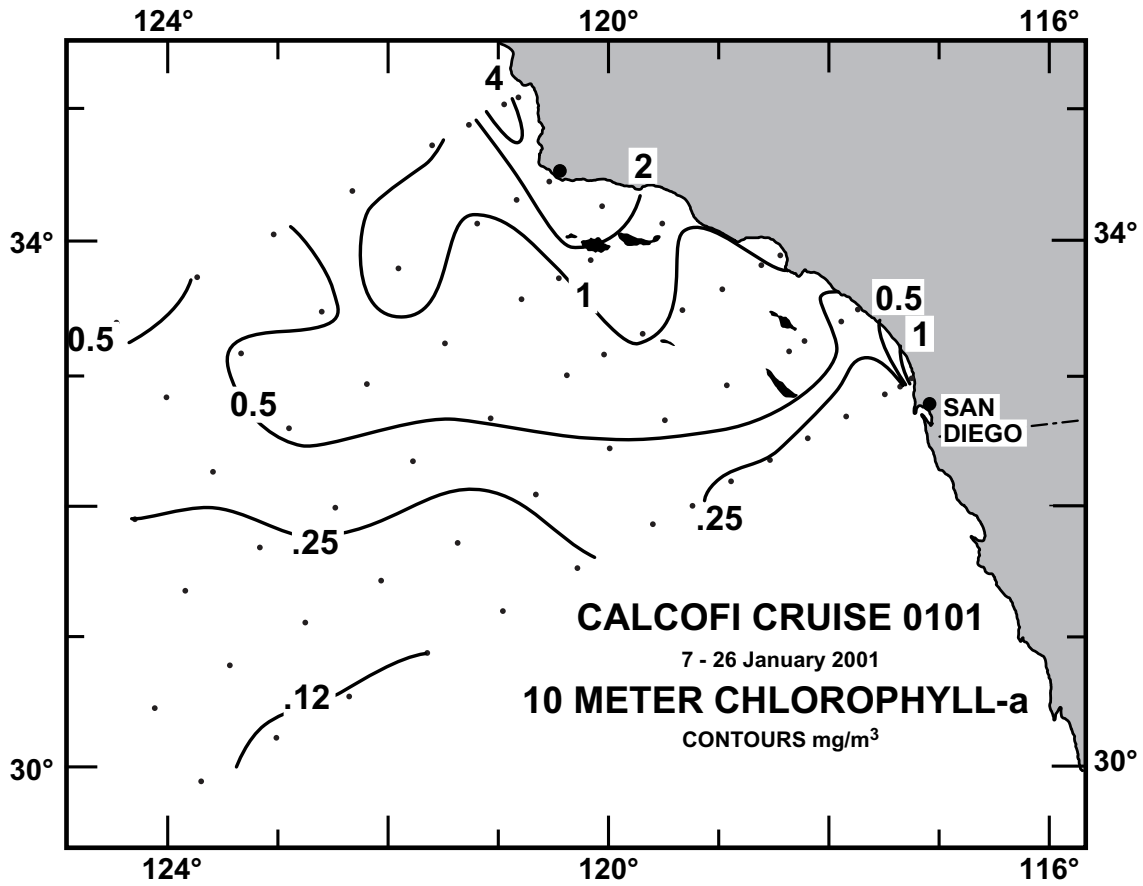 124° 120° 116°
4
2
34° 34°
1
0.5
0.5
1
0.5
SAN
DIEGO
.25
.25
CALCOFI CRUISE 0101
7 - 26 January 2001
.12
10 METER CHLOROPHYLL-a
CONTOURS mg/m³
30° 30°
124° 120° 116°